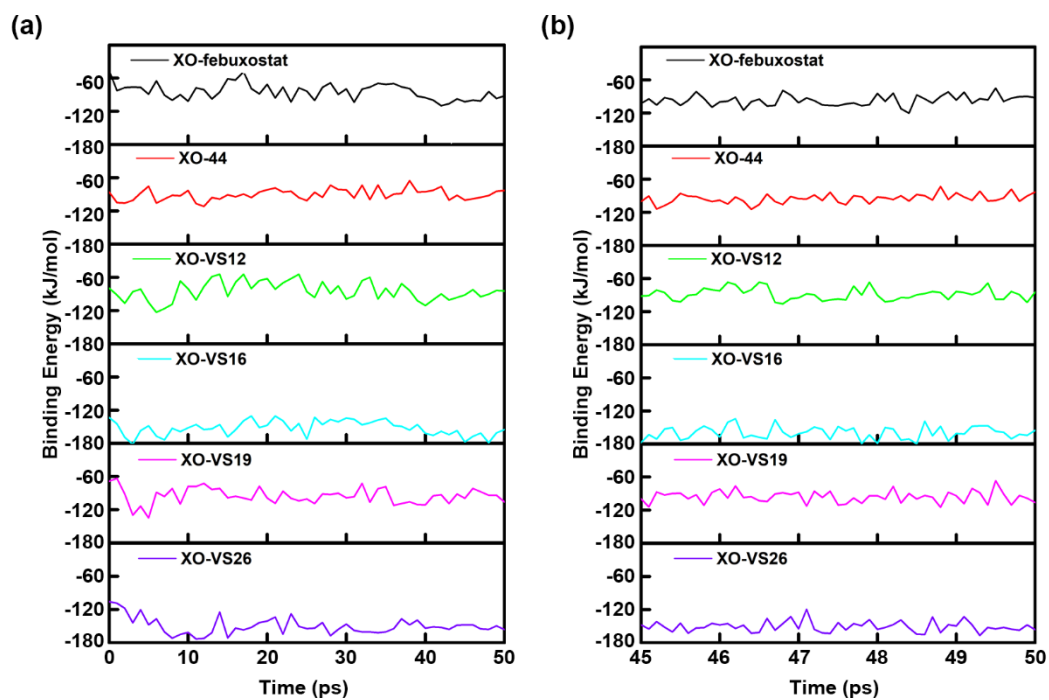 (a)
Binding Energy (kJ/mol)
XO-febuxostat
-60
-120
-180
XO-44
-60
-120
-180
XO-VS12
-60
-120
-180
XO-VS16
-60
-120
-180
XO-VS19
-60
-120
-180
XO-VS26
-60
-120
-180
0 10 20 30 40 50
Time (ps)
(b)
Binding Energy (kJ/mol)
XO-febuxostat
-60
-120
-180
XO-44
-60
-120
-180
XO-VS12
-60
-120
-180
XO-VS16
-60
-120
-180
XO-VS19
-60
-120
-180
XO-VS26
-60
-120
-180
45 46 47 48 49 50
Time (ps)